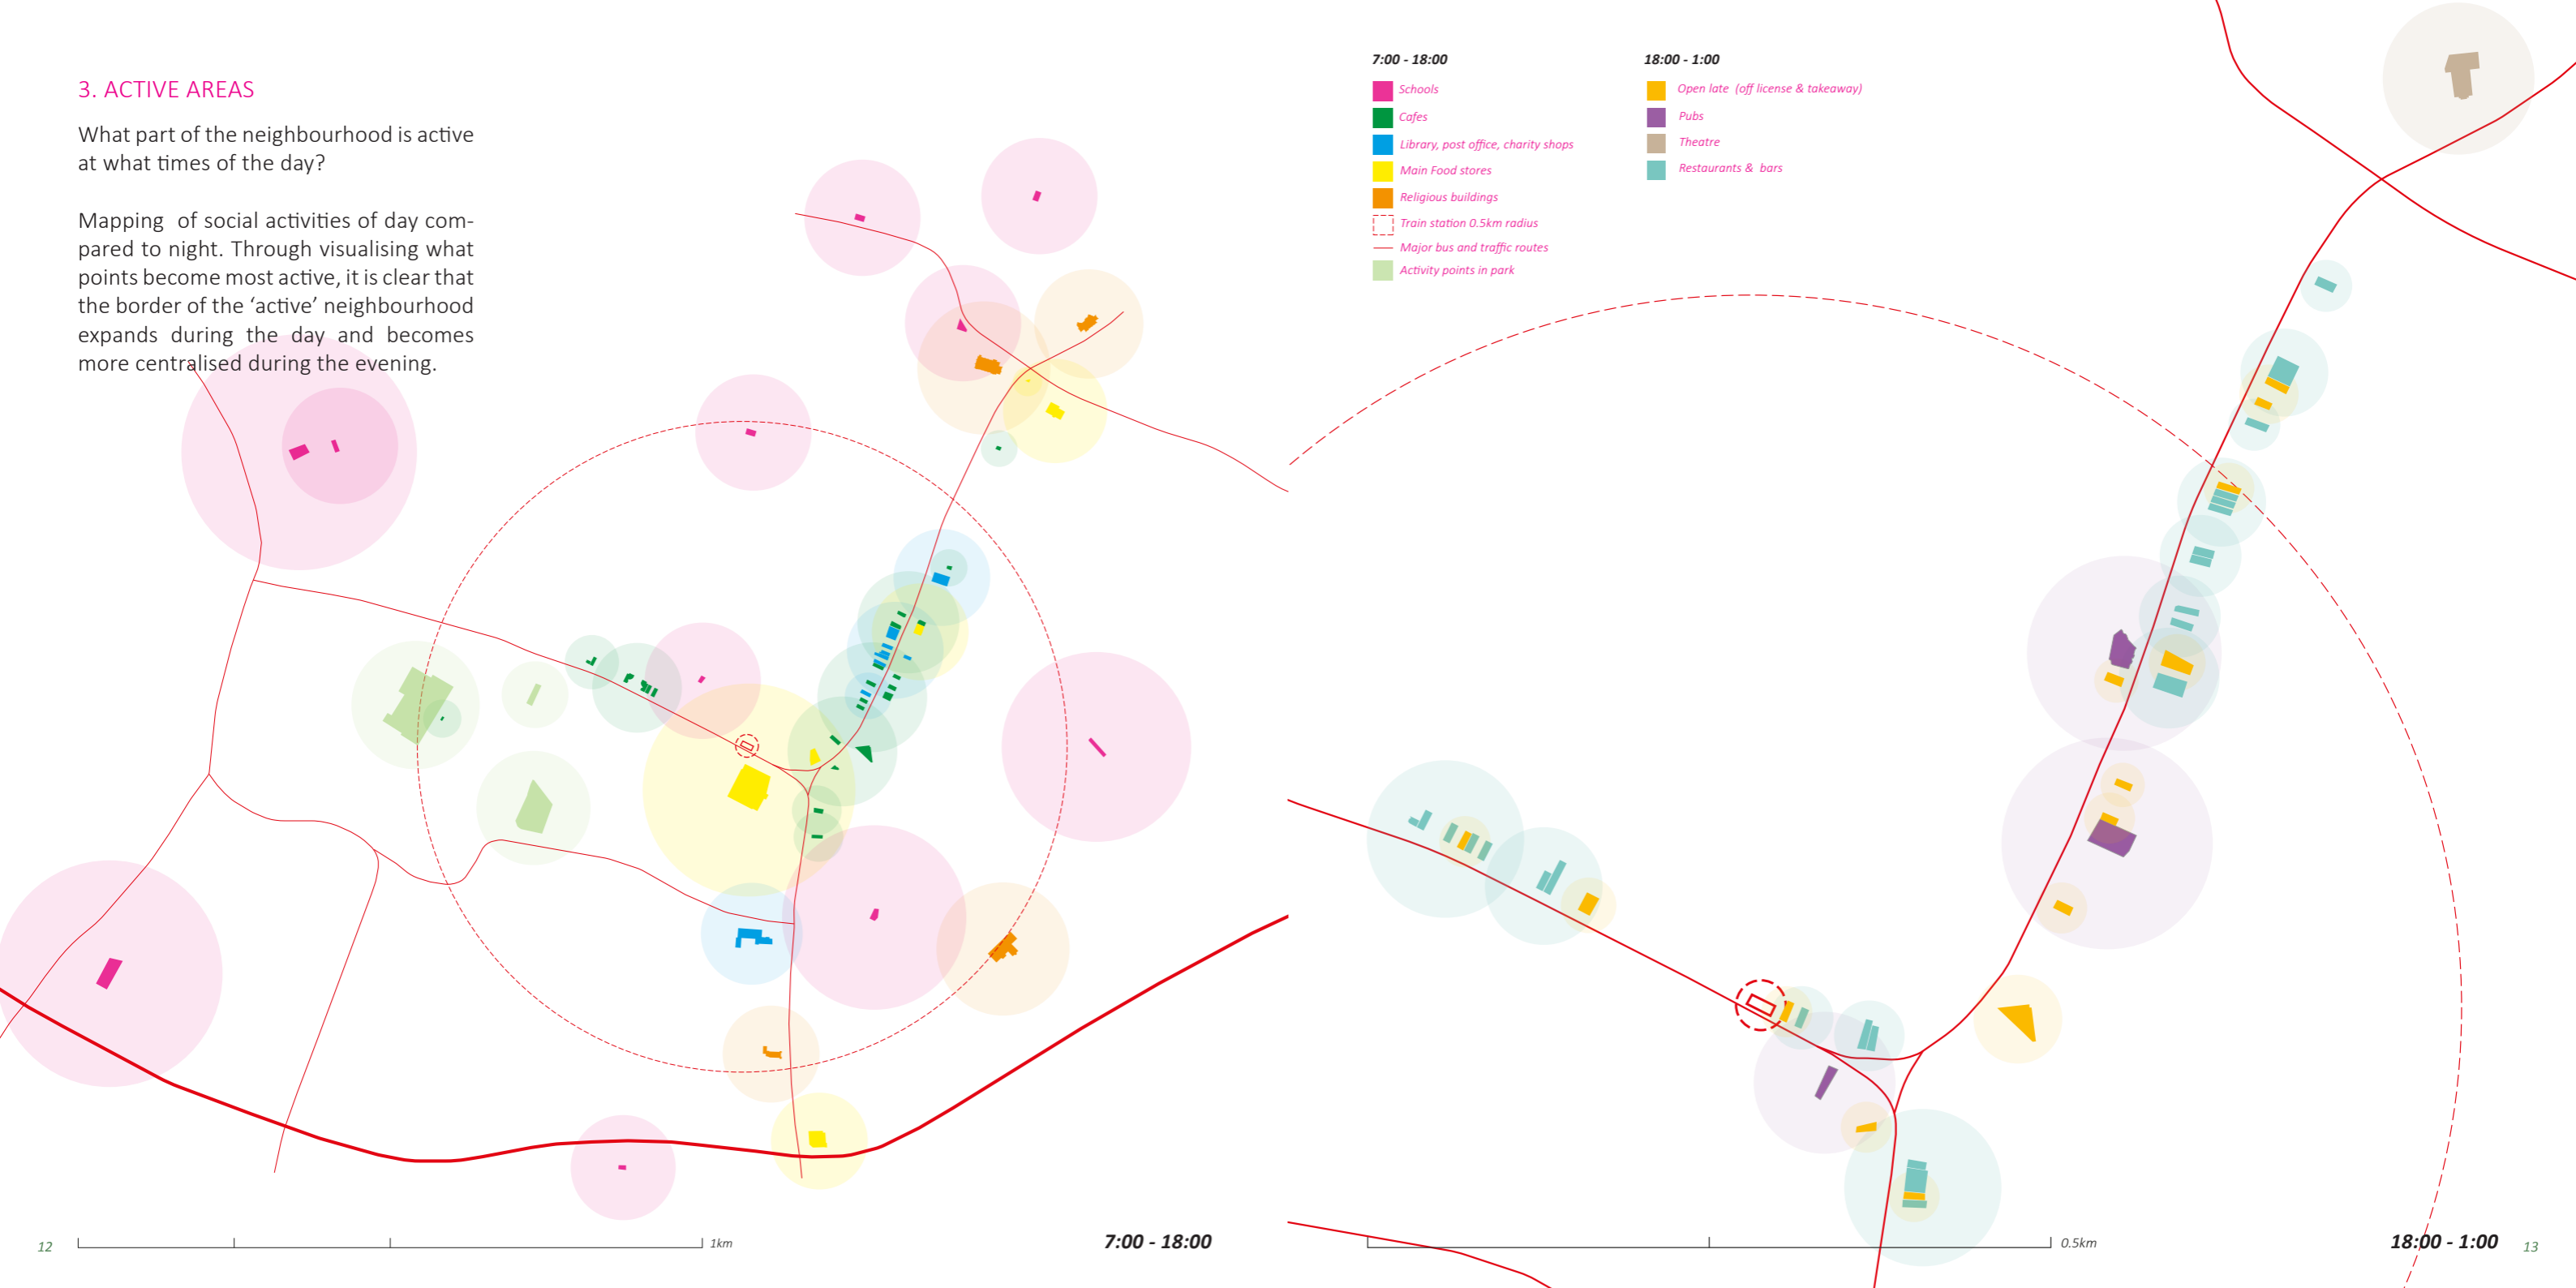 3. ACTIVE AREAS
What part of the neighbourhood is active
at what times of the day?
Mapping of social activities of day com-
pared to night. Through visualising what
points become most active, it is clear that
the border of the ‘active’ neighbourhood
expands during the day and becomes
more centralised during the evening.
12
1km
7:00 - 18:00
7:00 - 18:00
Schools
Cafes
Library, post office, charity shops
Main Food stores
Religious buildings
Train station 0.5km radius
Major bus and traffic routes
Activity points in park
18:00 - 1:00
Open late (off license & takeaway)
Pubs
Theatre
Restaurants & bars
0.5km
18:00 - 1:00
13